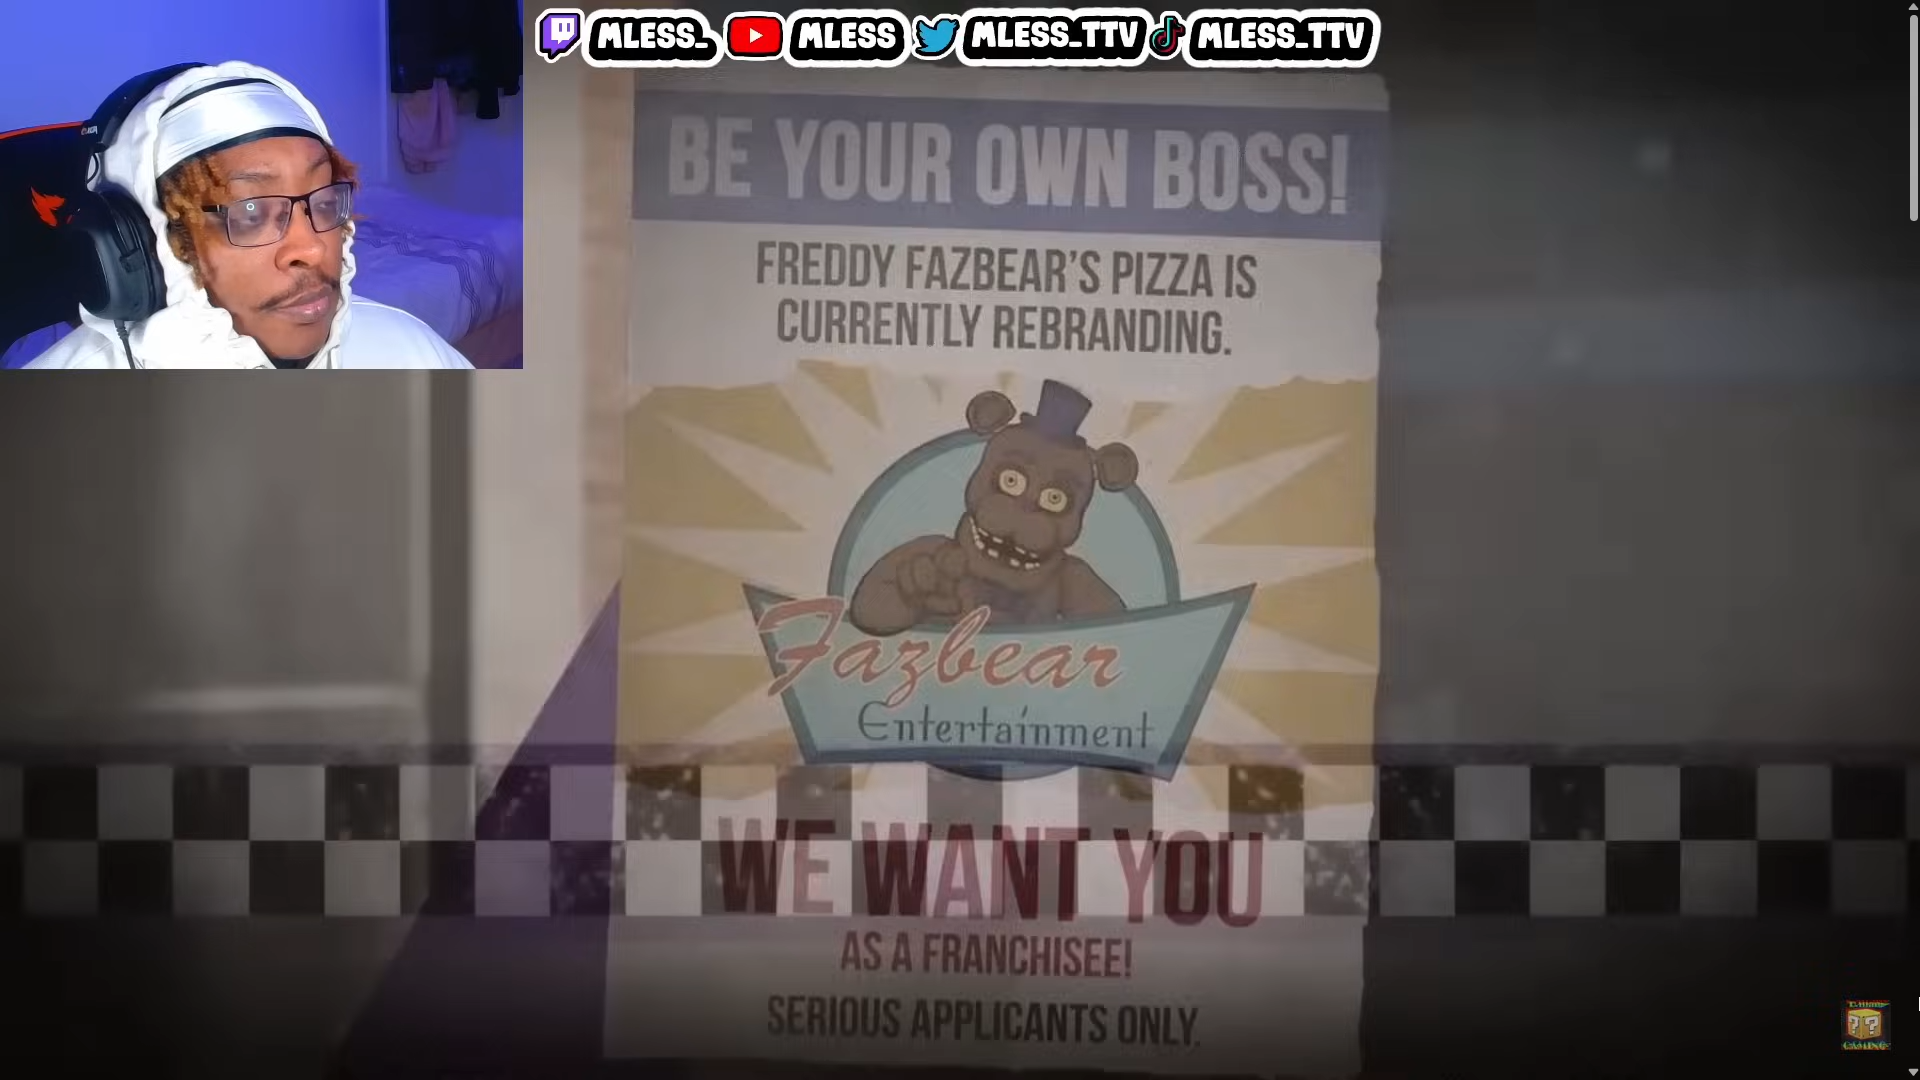 MLESS_ MLESS MLESS_TTV MLESS_TTV
BE YOUR OWN BOSS!
FREDDY FAZBEAR'S PIZZA IS
CURRENTLY REBRANDING.
Fazbear
Entertainment
WE WANT YOU
AS A FRANCHISEE!
SERIOUS APPLICANTS ONLY.
? ?
GAMING